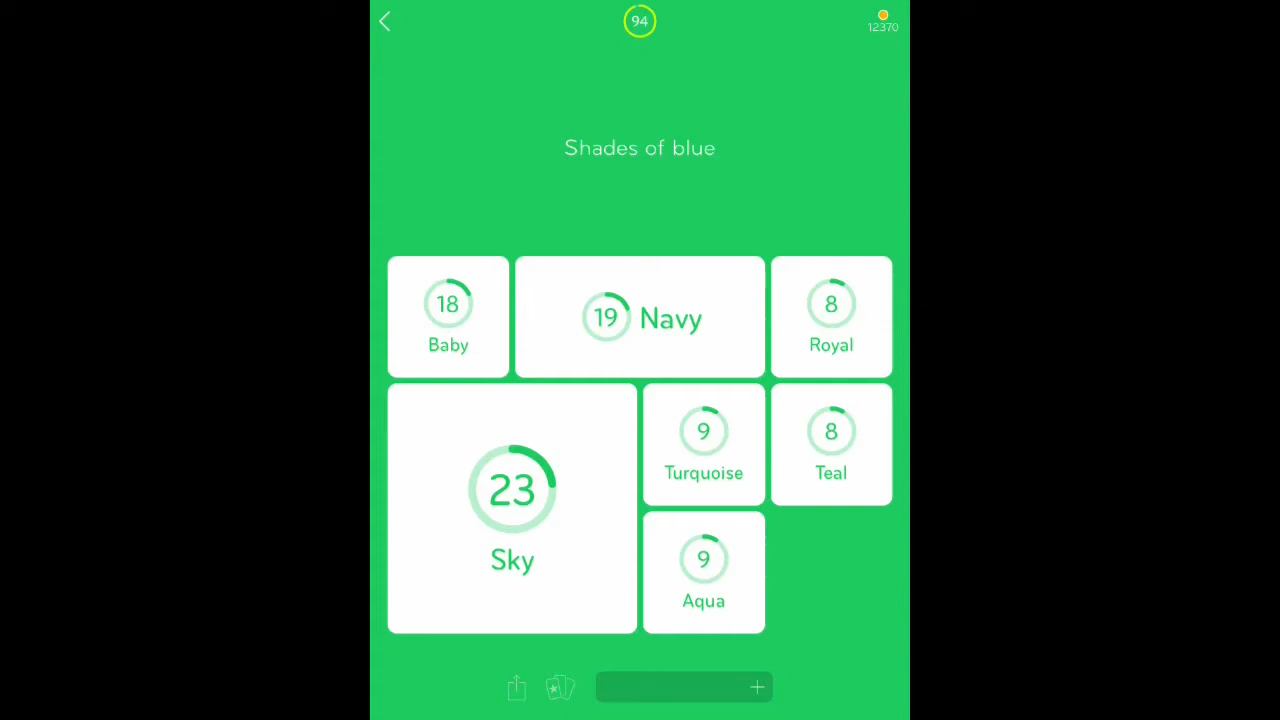 94
12370
Shades of blue
18
Baby
19 Navy
8
Royal
23
Sky
9
Turquoise
8
Teal
9
Aqua
+